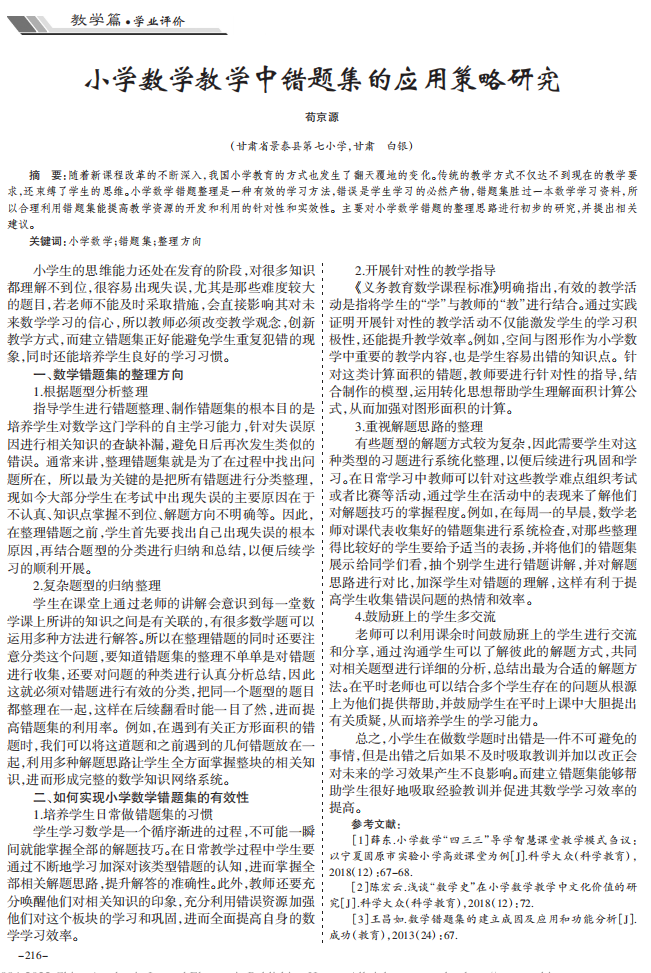 教学篇·学业评价
小学数学教学中错题集的应用策略研究
苟京源
(甘肃省景泰县第七小学,甘肃 白银)
摘 要:随着新课程改革的不断深入,我国小学教育的方式也发生了翻天覆地的变化。传统的教学方式不仅达不到现在的教学要
求,还束缚了学生的思维。小学数学错题整理是一种有效的学习方法,错误是学生学习的必然产物,错题集胜过一本数学学习资料,所
以合理利用错题集能提高教学资源的开发和利用的针对性和实效性。主要对小学数学错题的整理思路进行初步的研究,并提出相关
建议。
关键词:小学数学;错题集;整理方向
小学生的思维能力还处在发育的阶段,对很多知识
都理解不到位,很容易出现失误,尤其是那些难度较大
的题目,若老师不能及时采取措施,会直接影响其对未
来数学学习的信心,所以教师必须改变教学观念,创新
教学方式,而建立错题集正好能避免学生重复犯错的现
象,同时还能培养学生良好的学习习惯。
一、数学错题集的整理方向
1.根据题型分析整理
指导学生进行错题整理、制作错题集的根本目的是
培养学生对数学这门学科的自主学习能力,针对失误原
因进行相关知识的查缺补漏,避免日后再次发生类似的
错误。通常来讲,整理错题集就是为了在过程中找出问
题所在,所以最为关键的是把所有错题进行分类整理,
现如今大部分学生在考试中出现失误的主要原因在于
不认真、知识点掌握不到位、解题方向不明确等。因此,
在整理错题之前,学生首先要找出自己出现失误的根本
原因,再结合题型的分类进行归纳和总结,以便后续学
习的顺利开展。
2.复杂题型的归纳整理
学生在课堂上通过老师的讲解会意识到每一堂数
学课上所讲的知识之间是有关联的,有很多数学题可以
运用多种方法进行解答。所以在整理错题的同时还要注
意分类这个问题,要知道错题集的整理不单单是对错题
进行收集,还要对问题的种类进行认真分析总结,因此
这就必须对错题进行有效的分类,把同一个题型的题目
都整理在一起,这样在后续翻看时能一目了然,进而提
高错题集的利用率。例如,在遇到有关正方形面积的错
题时,我们可以将这道题和之前遇到的几何错题放在一
起,利用多种解题思路让学生全方面掌握整块的相关知
识,进而形成完整的数学知识网络系统。
二、如何实现小学数学错题集的有效性
1.培养学生日常做错题集的习惯
学生学习数学是一个循序渐进的过程,不可能一瞬
间就能掌握全部的解题技巧。在日常教学过程中学生要
通过不断地学习加深对该类型错题的认知,进而掌握全
部相关解题思路,提升解答的准确性。此外,教师还要充
分唤醒他们对相关知识的印象,充分利用错误资源加强
他们对这个板块的学习和巩固,进而全面提高自身的数
学学习效率。
2.开展针对性的教学指导
《义务教育数学课程标准》明确指出,有效的教学活
动是指将学生的“学”与教师的“教”进行结合。通过实践
证明开展针对性的教学活动不仅能激发学生的学习积
极性,还能提升教学效率。例如,空间与图形作为小学数
学中重要的教学内容,也是学生容易出错的知识点。针
对这类计算面积的错题,教师要进行针对性的指导,结
合制作的模型,运用转化思想帮助学生理解面积计算公
式,从而加强对图形面积的计算。
3.重视解题思路的整理
有些题型的解题方式较为复杂,因此需要学生对这
种类型的习题进行系统化整理,以便后续进行巩固和学
习。在日常学习中教师可以针对这些教学难点组织考试
或者比赛等活动,通过学生在活动中的表现来了解他们
对解题技巧的掌握程度。例如,在每周一的早晨,数学老
师对课代表收集好的错题集进行系统检查,对那些整理
得比较好的学生要给予适当的表扬,并将他们的错题集
展示给同学们看,抽个别学生进行错题讲解,并对解题
思路进行对比,加深学生对错题的理解,这样有利于提
高学生收集错误问题的热情和效率。
4.鼓励班上的学生多交流
老师可以利用课余时间鼓励班上的学生进行交流
和分享,通过沟通学生可以了解彼此的解题方式,共同
对相关题型进行详细的分析,总结出最为合适的解题方
法。在平时老师也可以结合多个学生存在的问题从根源
上为他们提供帮助,并鼓励学生在平时上课中大胆提出
有关质疑,从而培养学生的学习能力。
总之,小学生在做数学题时出错是一件不可避免的
事情,但是出错之后如果不及时吸取教训并加以改正会
对未来的学习效果产生不良影响。而建立错题集能够帮
助学生很好地吸取经验教训并促进其数学学习效率的
提高。
参考文献:
[1]薛东.小学数学“四三三”导学智慧课堂教学模式刍议:
以宁夏固原市实验小学高效课堂为例[J].科学大众(科学教育),
2018(12):67-68.
[2]陈宏云.浅谈“数学史”在小学数学教学中文化价值的研
究[J].科学大众(科学教育),2018(12):72.
[3]王昌如.数学错题集的建立成因及应用和功能分析[J].
成功(教育),2013(24):67.
-216-